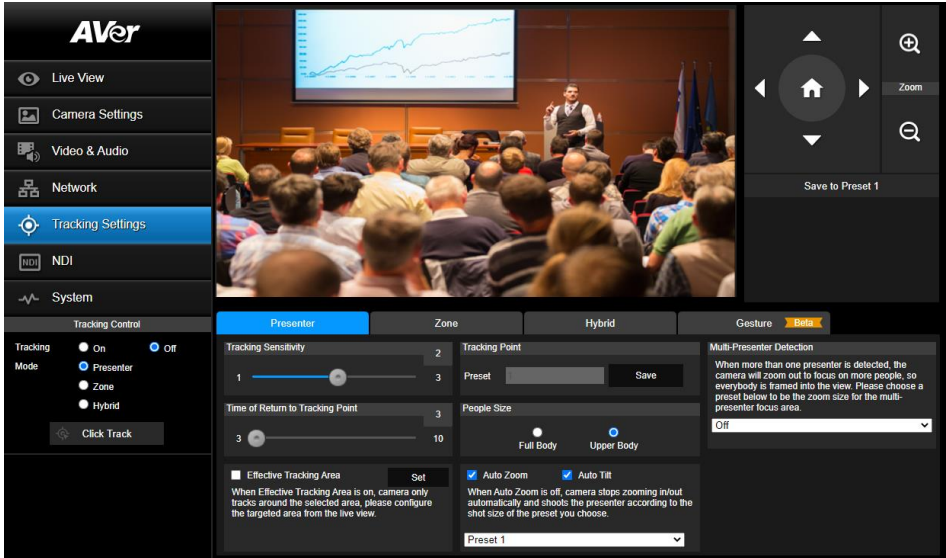 AVer
Live View
Camera Settings
Video & Audio
Network
Tracking Settings
NDI
NDI
System
Tracking Control
Tracking
On
Off
Mode
Presenter
Zone
Hybrid
Click Track
Zoom
Save to Preset 1
Presenter
Zone
Hybrid
Gesture
Beta
Tracking Sensitivity
2
1
3
Time of Return to Tracking Point
3
3
10
Effective Tracking Area
Set
When Effective Tracking Area is on, camera only
tracks around the selected area, please configure
the targeted area from the live view.
Tracking Point
Preset
1
Save
People Size
Full Body
Upper Body
Auto Zoom
Auto Tilt
When Auto Zoom is off, camera stops zooming in/out
automatically and shoots the presenter according to the
shot size of the preset you choose.
Preset 1
Multi-Presenter Detection
When more than one presenter is detected, the
camera will zoom out to focus on more people, so
everybody is framed into the view. Please choose a
preset below to be the zoom size for the multi-
presenter focus area.
Off